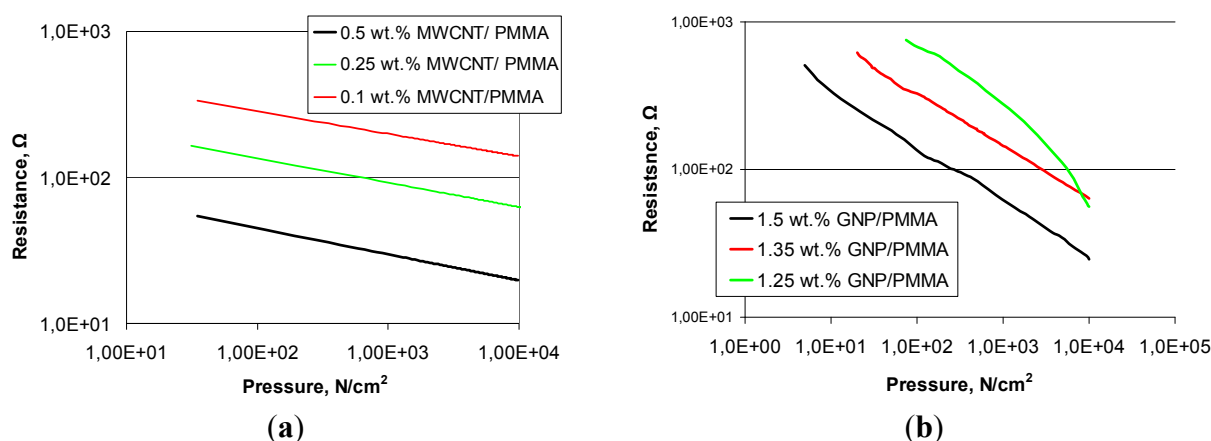 1,0E+03
1,0E+02
1,0E+01
Resistance, Ω
0.5 wt.% MWCNT/ PMMA
0.25 wt.% MWCNT/ PMMA
0.1 wt.% MWCNT/PMMA
1,00E+01 1,00E+02 1,00E+03 1,00E+04
Pressure, N/cm²
(a)
1,00E+03
1,00E+02
1,00E+01
Resistsnce, Ω
1.5 wt.% GNP/PMMA
1.35 wt.% GNP/PMMA
1.25 wt.% GNP/PMMA
1,0E+00 1,0E+01 1,0E+02 1,0E+03 1,0E+04 1,0E+05
Pressure, N/cm²
(b)